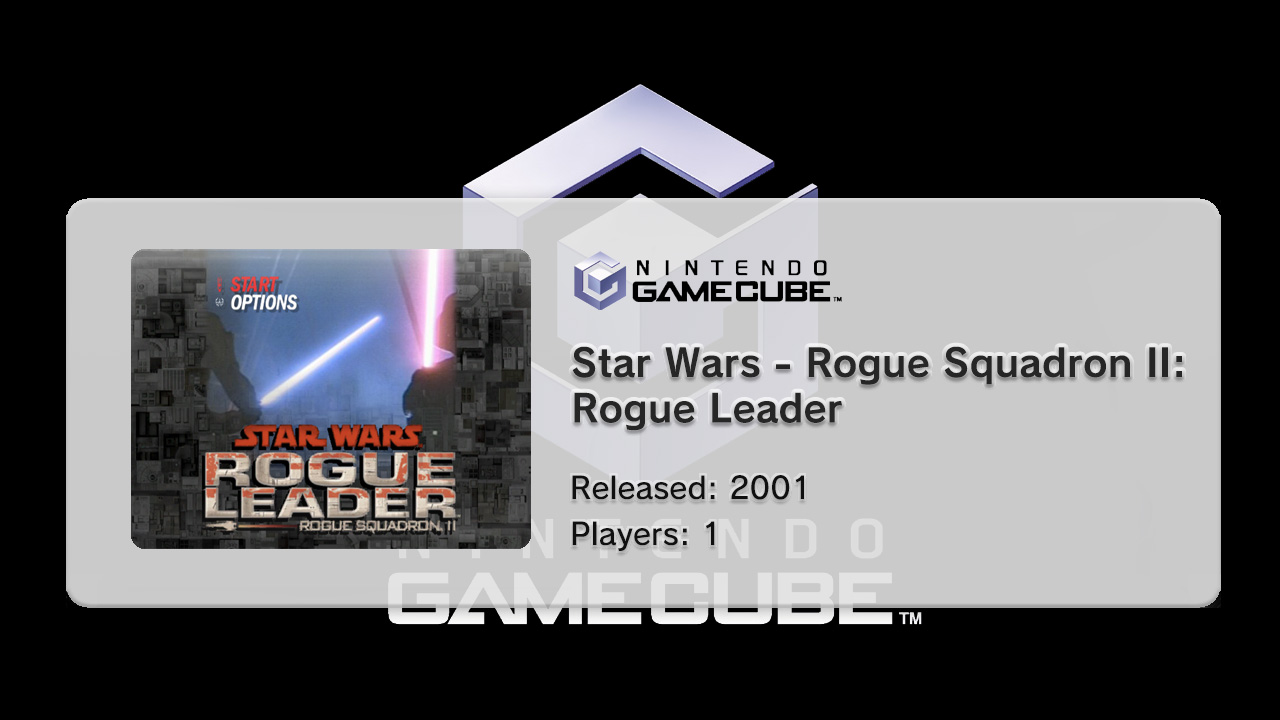 START
OPTIONS
STAR WARS
ROGUE
LEADER
ROGUE SQUADRON II
NINTENDO
GAMECUBE™
Star Wars - Rogue Squadron II:
Rogue Leader
Released: 2001
Players: 1
NINTENDO
GAMECUBE™